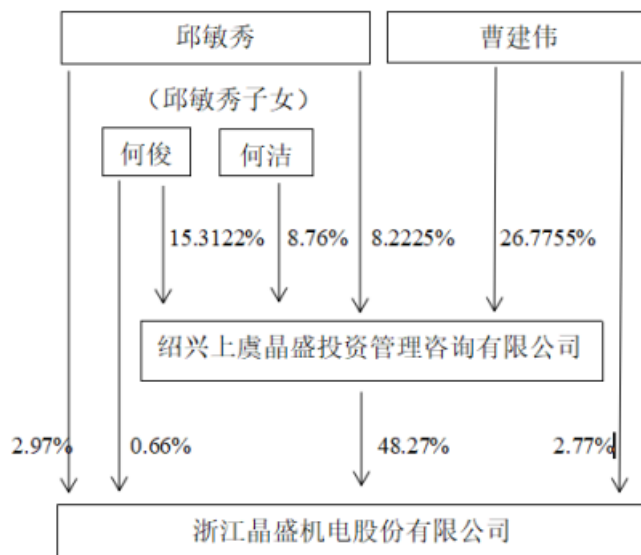 邱敏秀
曹建伟
（邱敏秀子女）
何俊
何洁
15.3122%
8.76%
8.2225%
26.7755%
绍兴上虞晶盛投资管理咨询有限公司
2.97%
0.66%
48.27%
2.77%
浙江晶盛机电股份有限公司